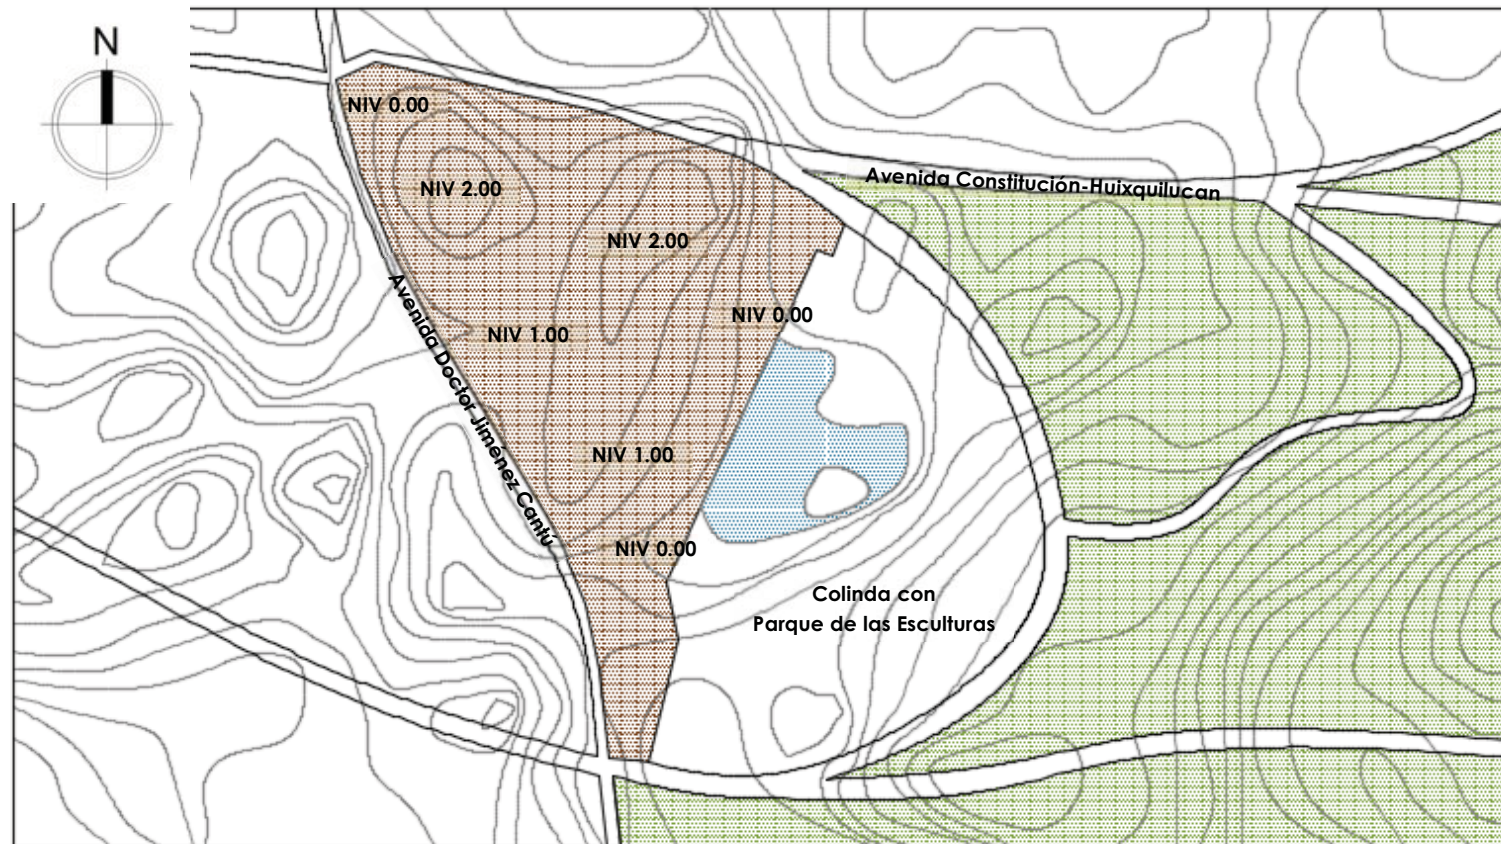 N
NIV 0.00
Avenida Constitución-Huixquilucan
NIV 2.00
NIV 2.00
NIV 0.00
NIV 1.00
Avenida Doctor Jiménez Cantú
NIV 1.00
NIV 0.00
Colinda con
Parque de las Esculturas